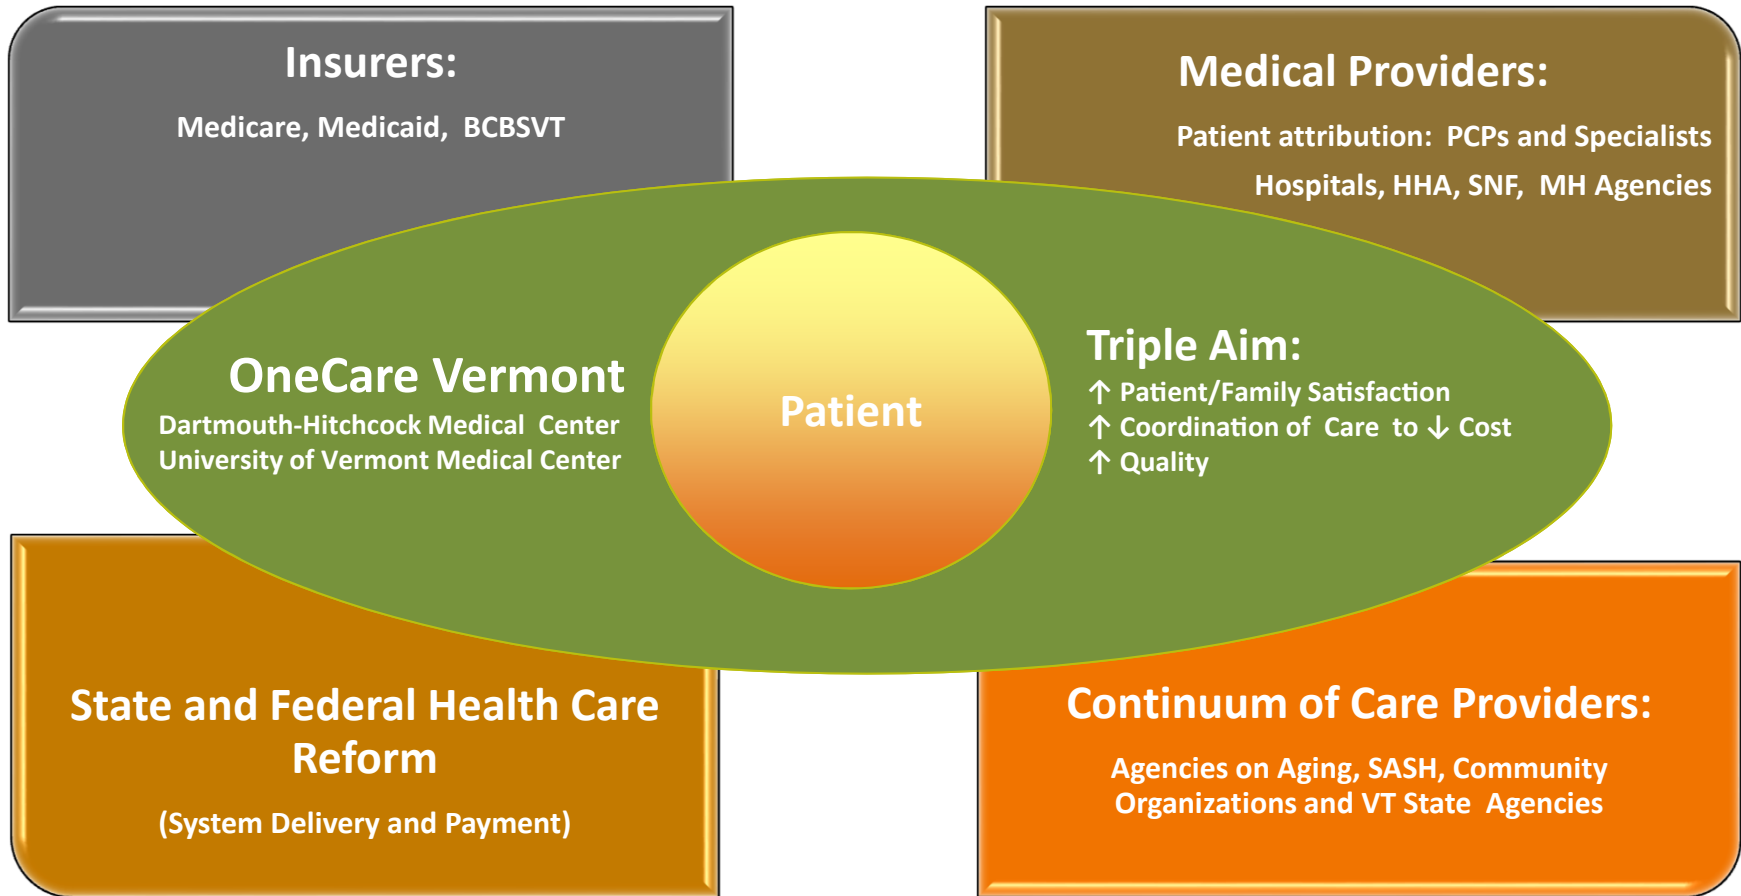 Insurers:
Medicare, Medicaid, BCBSVT
Medical Providers:
Patient attribution: PCPs and Specialists
Hospitals, HHA, SNF, MH Agencies
OneCare Vermont
Dartmouth-Hitchcock Medical Center
University of Vermont Medical Center
Patient
Triple Aim:
↑ Patient/Family Satisfaction
↑ Coordination of Care to ↓ Cost
↑ Quality
State and Federal Health Care
Reform
(System Delivery and Payment)
Continuum of Care Providers:
Agencies on Aging, SASH, Community
Organizations and VT State Agencies